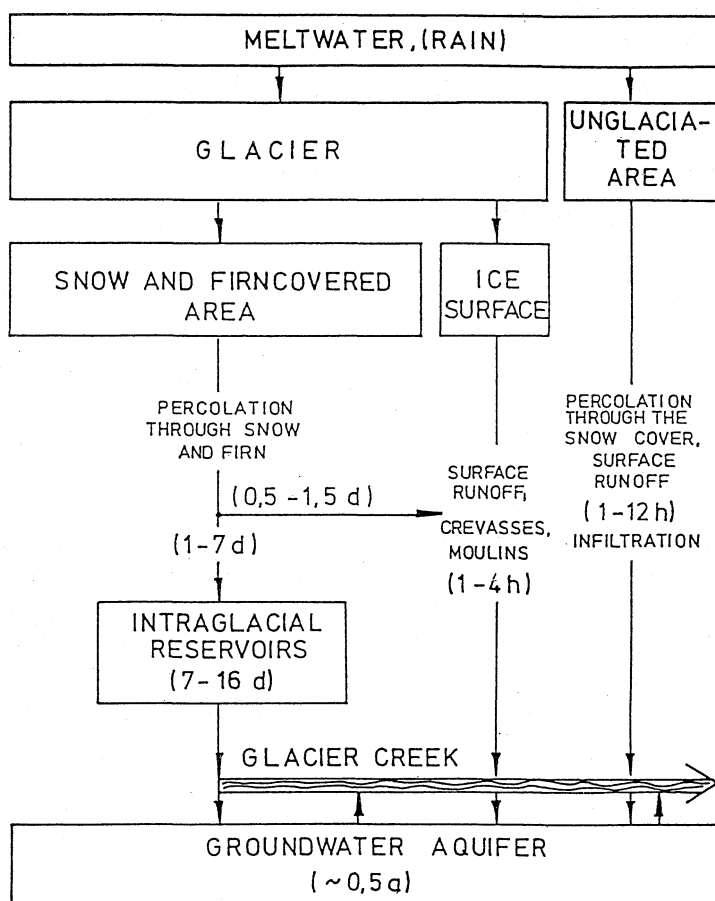 MELTWATER, (RAIN)
GLACIER
UNGLACIA-
TED
AREA
SNOW AND FIRNCOVERED
AREA
ICE
SURFACE
PERCOLATION
THROUGH SNOW
AND FIRN
(0,5 - 1,5 d)
(1-7d)
SURFACE
RUNOFF,
CREVASSES,
MOULINS
(1-4h)
PERCOLATION
THROUGH THE
SNOW COVER,
SURFACE
RUNOFF
(1-12h)
INFILTRATION
INTRAGLACIAL
RESERVOIRS
(7-16 d)
GLACIER CREEK
GROUNDWATER AQUIFER
(~0,5a)